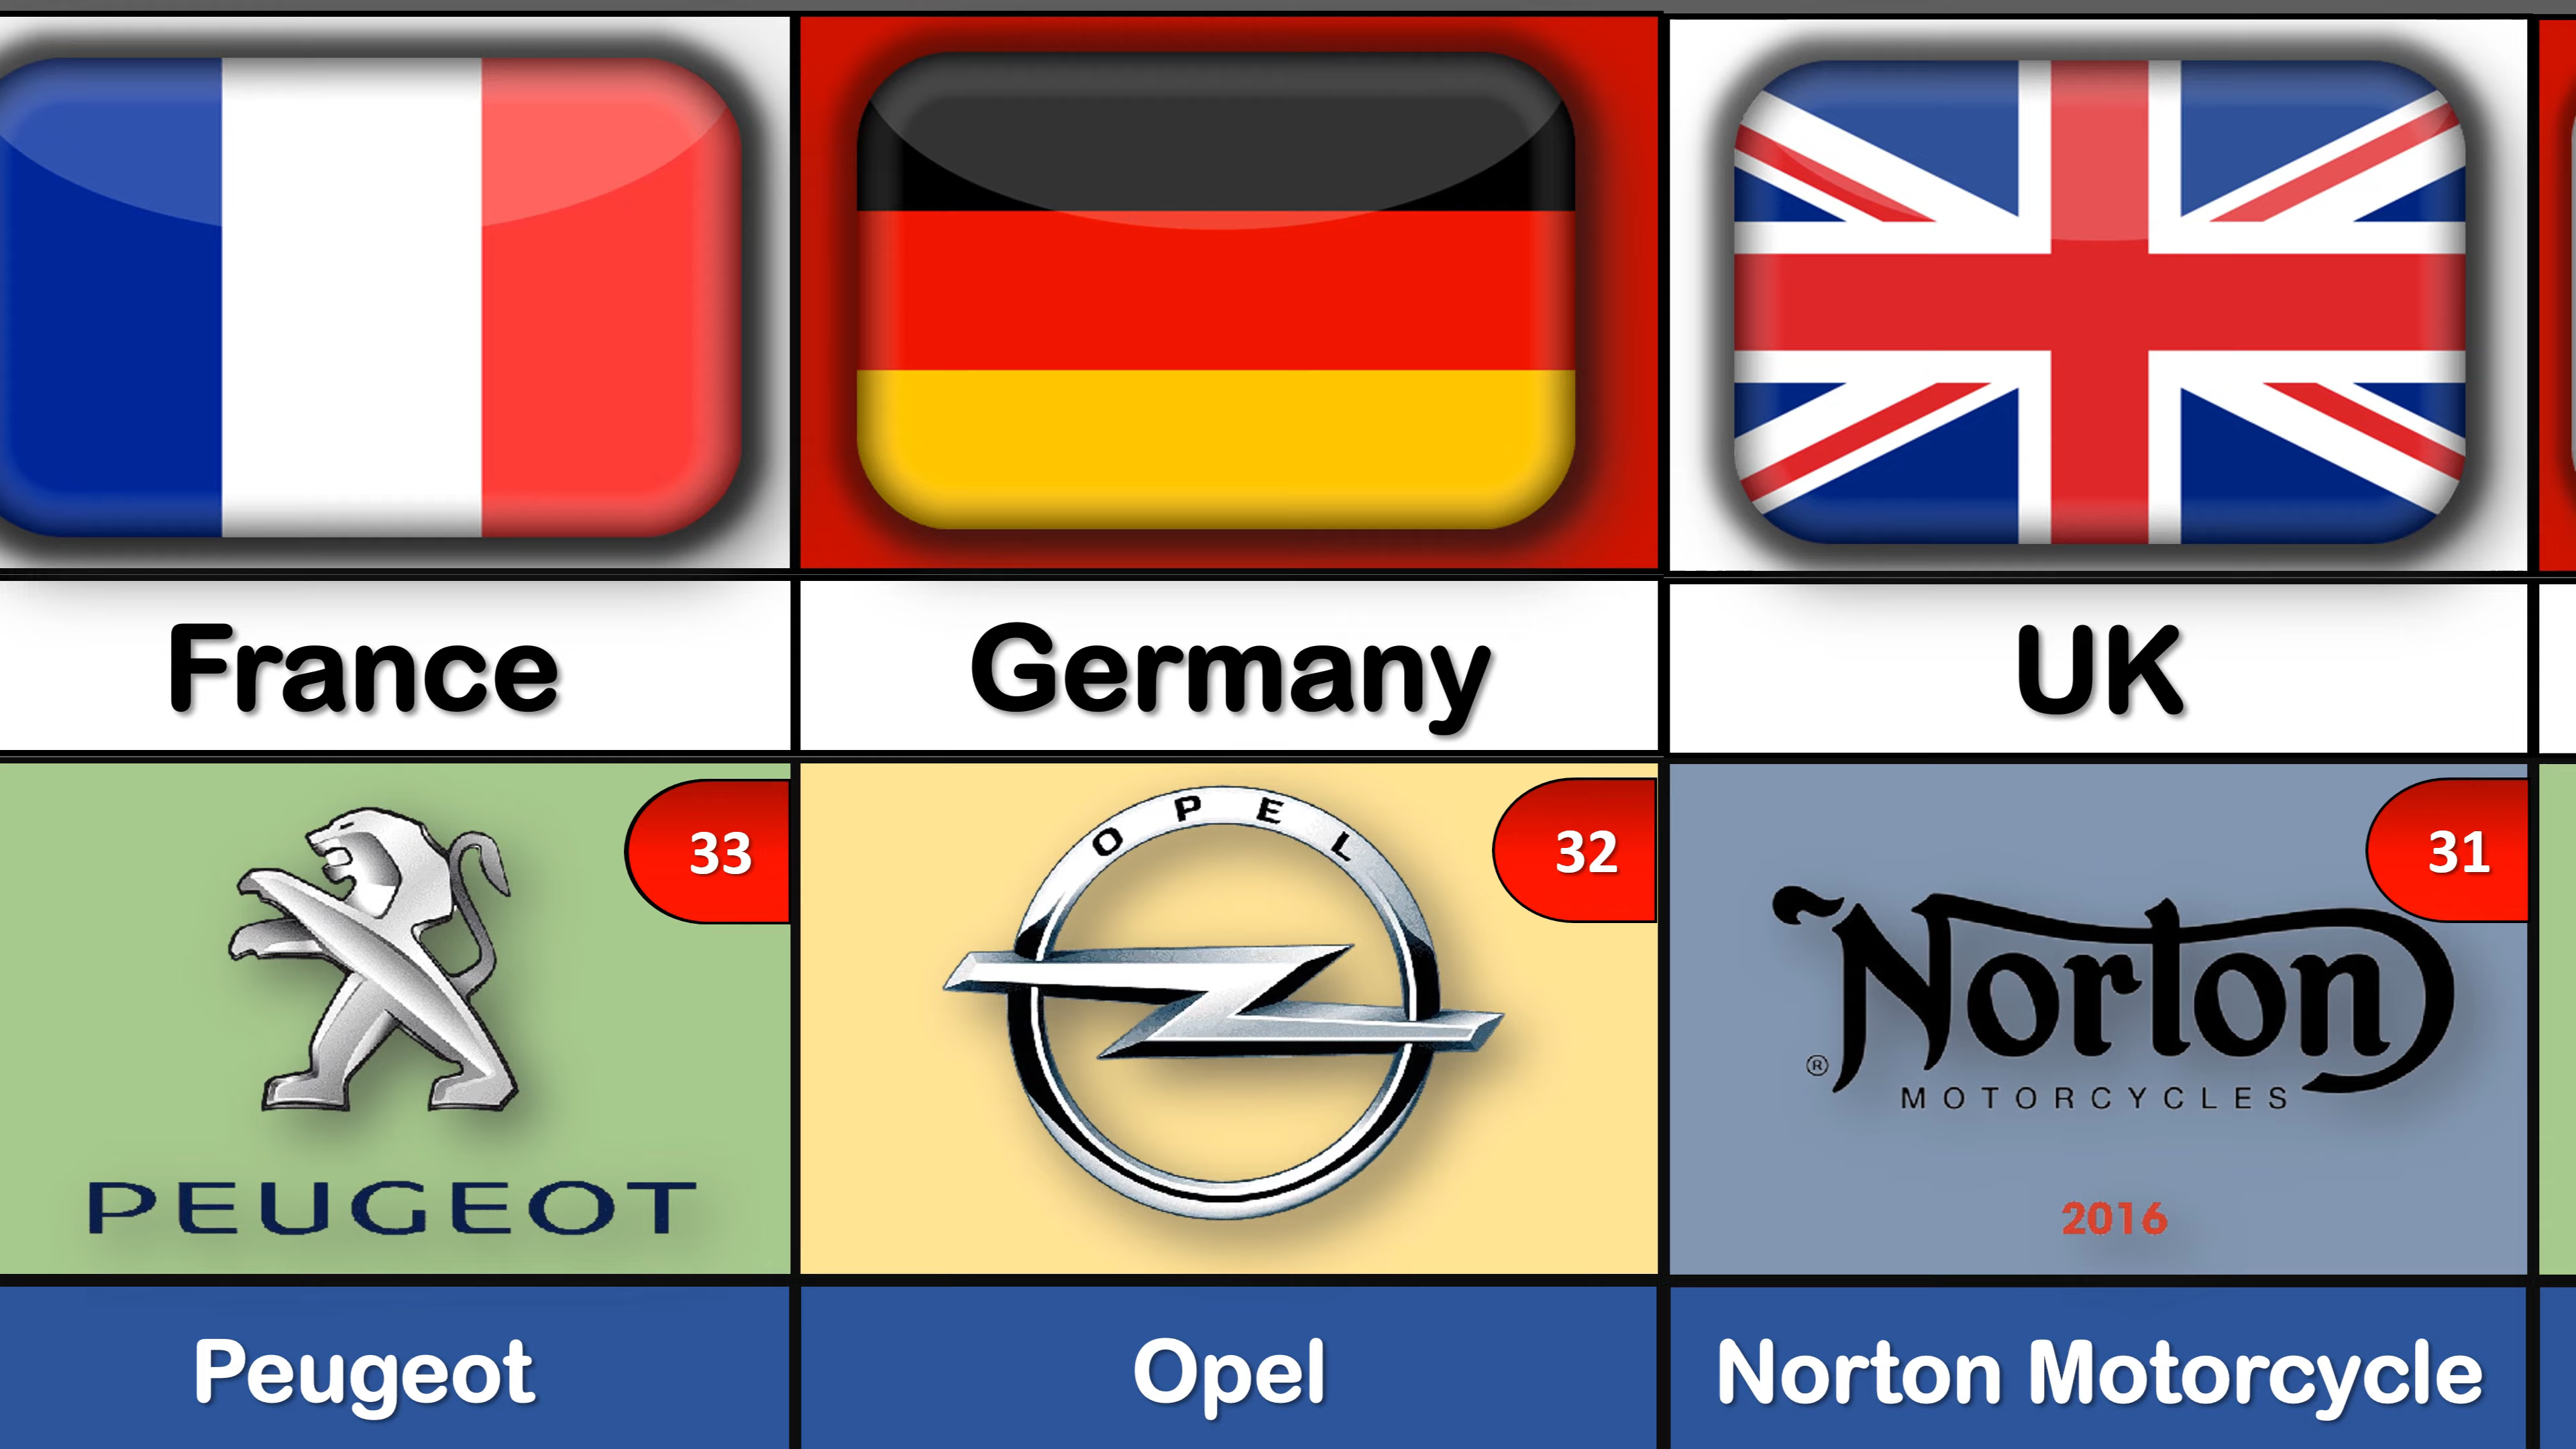 France
Germany
UK
33
32
31
OPEL
Norton
®
MOTORCYCLES
PEUGEOT
2016
Peugeot
Opel
Norton Motorcycle